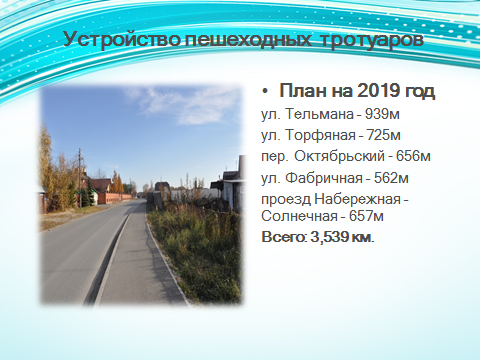 Устройство пешеходных тротуаров
• План на 2019 год
ул. Тельмана - 939м
ул. Торфяная - 725м
пер. Октябрьский - 656м
ул. Фабричная - 562м
проезд Набережная -
Солнечная - 657м
Всего: 3,539 км.